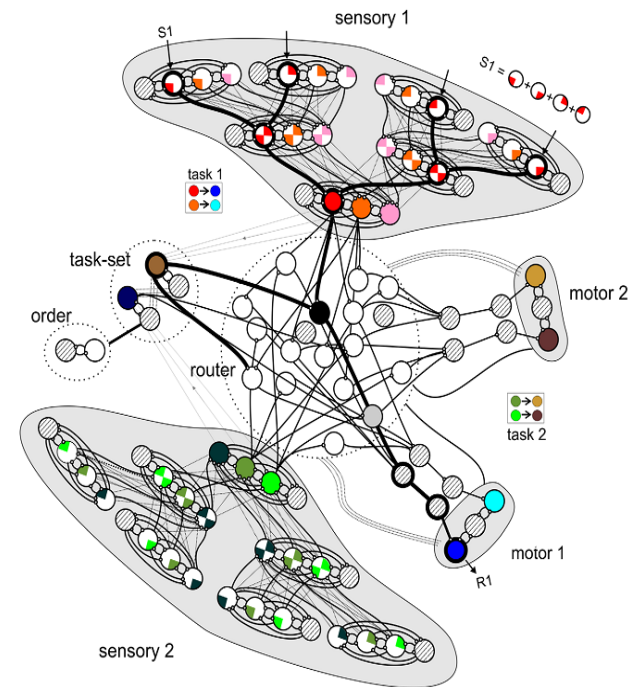 sensory 1
S1
S1 = + + +
task 1
task-set
order
router
motor 2
task 2
motor 1
R1
sensory 2